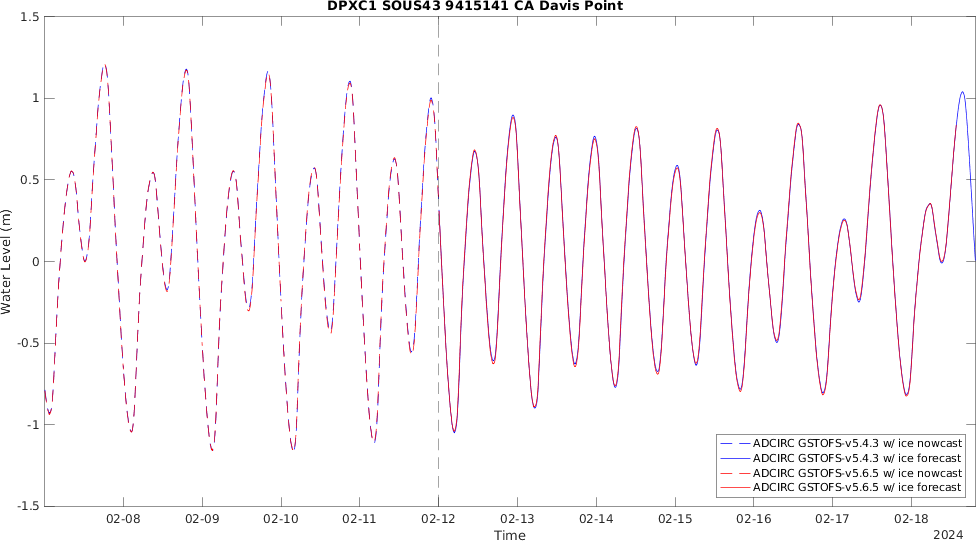 DPXC1 SOUS43 9415141 CA Davis Point
1.5
1
0.5
0
-0.5
-1
-1.5
Water Level (m)
ADCIRC GSTOFS-v5.4.3 w/ ice nowcast
ADCIRC GSTOFS-v5.4.3 w/ ice forecast
ADCIRC GSTOFS-v5.6.5 w/ ice nowcast
ADCIRC GSTOFS-v5.6.5 w/ ice forecast
02-08 02-09 02-10 02-11 02-12 02-13 02-14 02-15 02-16 02-17 02-18
Time
2024